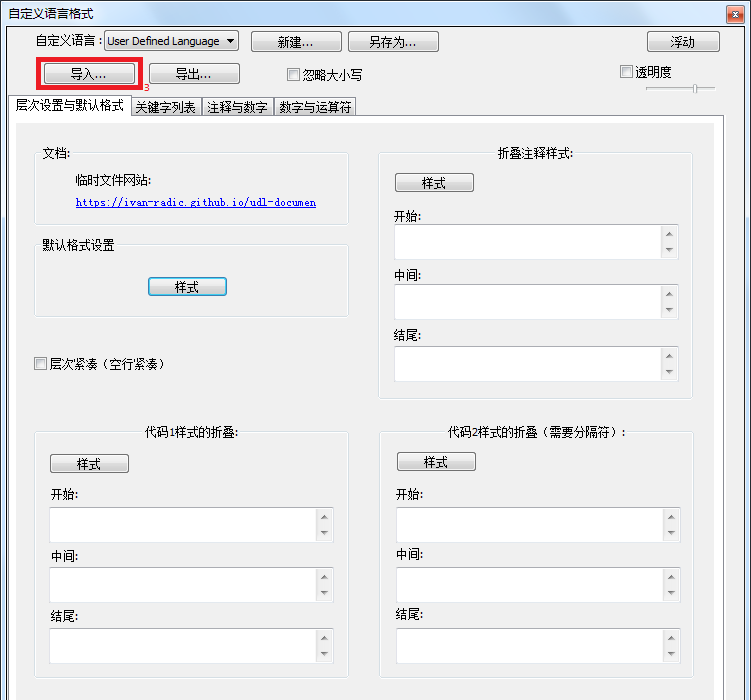 自定义语言格式
自定义语言: User Defined Language 新建... 另存为... 浮动
导入... 导出... 忽略大小写 透明度
3
层次设置与默认格式 关键字列表 注释与数字 数字与运算符
文档:
临时文件网站:
https://ivan-radic.github.io/udl-documen
默认格式设置
样式
层次紧凑（空行紧凑）
折叠注释样式:
样式
开始:
中间:
结尾:
代码1样式的折叠:
样式
开始:
中间:
结尾:
代码2样式的折叠（需要分隔符）:
样式
开始:
中间:
结尾: